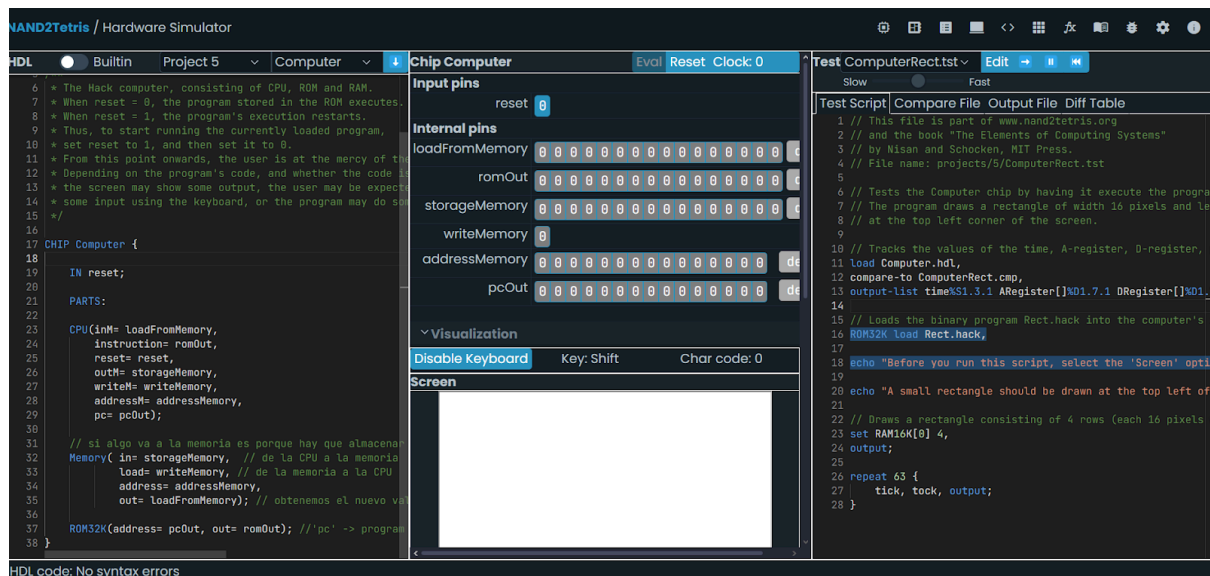 NAND2Tetris / Hardware Simulator
HDL Builtin Project 5 Computer
6 * The Hack computer, consisting of CPU, ROM and RAM.
7 * When reset = 0, the program stored in the ROM executes.
8 * When reset = 1, the program's execution restarts.
9 * Thus, to start running the currently loaded program,
10 * set reset to 1, and then set it to 0.
11 * From this point onwards, the user is at the mercy of the
12 * Depending on the program's code, and whether the code is
13 * the screen may show some output, the user may be expecte
14 * some input using the keyboard, or the program may do som
15 */
16
17 CHIP Computer {
18
19 IN reset;
20
21 PARTS:
22
23 CPU(inM= loadFromMemory,
24 instruction= romOut,
25 reset= reset,
26 outM= storageMemory,
27 writeM= writeMemory,
28 addressM= addressMemory,
29 pc= pcOut);
30
31 // si algo va a la memoria es porque hay que almacenar
32 Memory( in= storageMemory, // de la CPU a la memoria
33 load= writeMemory, // de la memoria a la CPU
34 address= addressMemory,
35 out= loadFromMemory); // obtenemos el nuevo val
36
37 ROM32K(address= pcOut, out= romOut); //'pc' -> program
38 }
HDL code: No syntax errors
Chip Computer Eval Reset Clock: 0
Input pins
reset 0
Internal pins
loadFromMemory 0 0 0 0 0 0 0 0 0 0 0 0 0 0 0 0
romOut 0 0 0 0 0 0 0 0 0 0 0 0 0 0 0 0
storageMemory 0 0 0 0 0 0 0 0 0 0 0 0 0 0 0 0
writeMemory 0
addressMemory 0 0 0 0 0 0 0 0 0 0 0 0 0 0 0 de
pcOut 0 0 0 0 0 0 0 0 0 0 0 0 0 0 0 de
Visualization
Disable Keyboard Key: Shift Char code: 0
Screen
Test ComputerRect.tst Edit
Slow Fast
Test Script Compare File Output File Diff Table
1 // This file is part of www.nand2tetris.org
2 // and the book "The Elements of Computing Systems"
3 // by Nisan and Schocken, MIT Press.
4 // File name: projects/5/ComputerRect.tst
5
6 // Tests the Computer chip by having it execute the progra
7 // The program draws a rectangle of width 16 pixels and le
8 // at the top left corner of the screen.
9
10 // Tracks the values of the time, A-register, D-register,
11 load Computer.hdl,
12 compare-to ComputerRect.cmp,
13 output-list time%S1.3.1 ARegister[]%D1.7.1 DRegister[]%D1.
14
15 // Loads the binary program Rect.hack into the computer's
16 ROM32K load Rect.hack,
17
18 echo "Before you run this script, select the 'Screen' opti
19
20 echo "A small rectangle should be drawn at the top left of
21
22 // Draws a rectangle consisting of 4 rows (each 16 pixels
23 set RAM16K[0] 4,
24 output;
25
26 repeat 63 {
27 tick, tock, output;
28 }